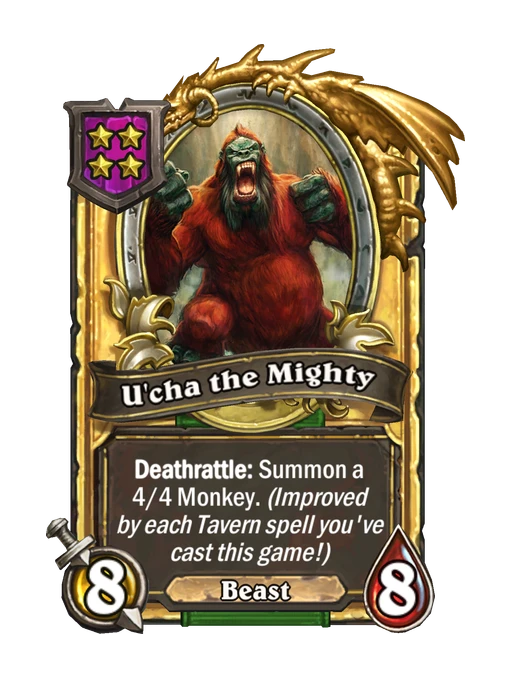 U'cha the Mighty
Deathrattle: Summon a
4/4 Monkey. (Improved
by each Tavern spell you've
cast this game!)
8
Beast
8